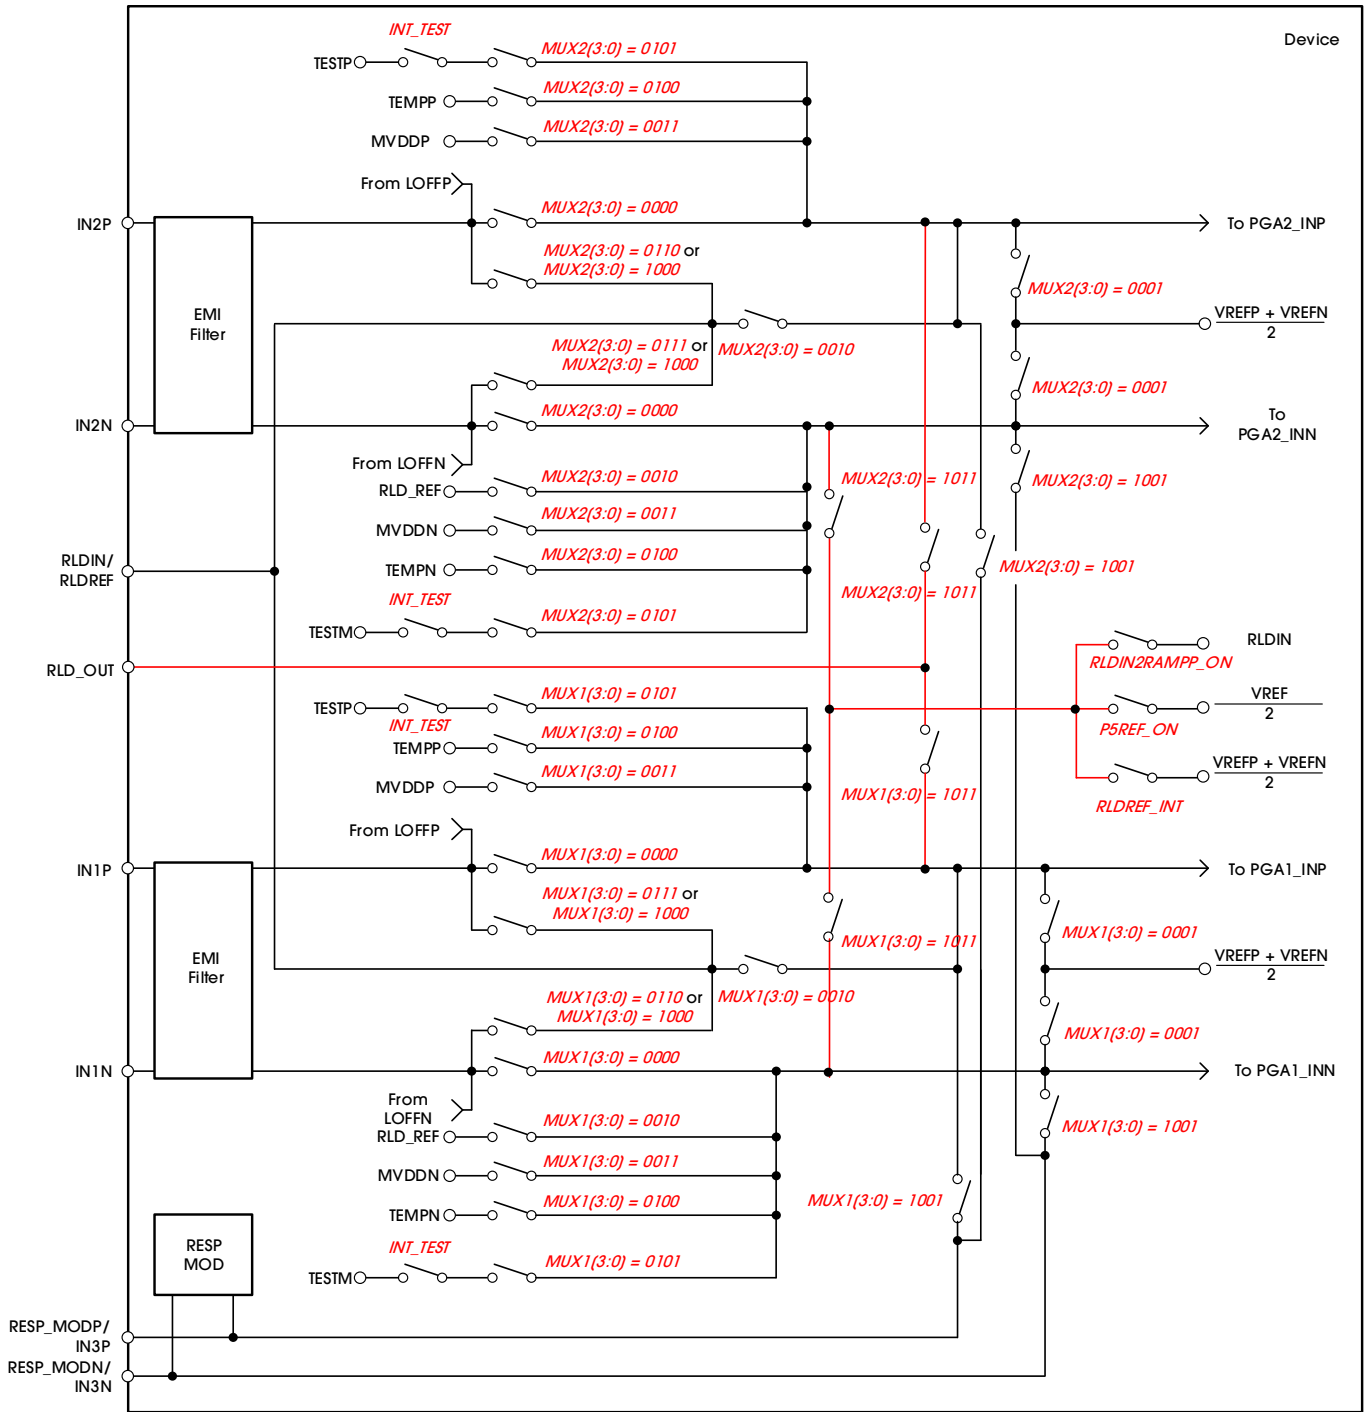 INT_TEST
Device
TESTP
MUX2(3:0) = 0101
TEMPP
MUX2(3:0) = 0100
MVDDP
MUX2(3:0) = 0011
From LOFFP
IN2P
MUX2(3:0) = 0000
To PGA2_INP
MUX2(3:0) = 0110 or
MUX2(3:0) = 1000
EMI
Filter
MUX2(3:0) = 0001
VREFP + VREFN
2
MUX2(3:0) = 0111 or
MUX2(3:0) = 1000
MUX2(3:0) = 0010
MUX2(3:0) = 0001
IN2N
MUX2(3:0) = 0000
To
PGA2_INN
From LOFFN
RLD_REF
MUX2(3:0) = 0010
MUX2(3:0) = 1011
MUX2(3:0) = 1001
MVDDN
MUX2(3:0) = 0011
RLDIN/
RLDREF
TEMPN
MUX2(3:0) = 0100
MUX2(3:0) = 1001
INT_TEST
MUX2(3:0) = 1011
TESTM
MUX2(3:0) = 0101
RLDIN
RLDIN2RAMPP_ON
RLD_OUT
TESTP
MUX1(3:0) = 0101
VREF
2
INT_TEST
P5REF_ON
TEMPP
MUX1(3:0) = 0100
MVDDP
MUX1(3:0) = 0011
VREFP + VREFN
2
MUX1(3:0) = 1011
RLDREF_INT
From LOFFP
IN1P
MUX1(3:0) = 0000
To PGA1_INP
MUX1(3:0) = 0111 or
MUX1(3:0) = 1000
MUX1(3:0) = 1011
MUX1(3:0) = 0001
EMI
Filter
VREFP + VREFN
2
MUX1(3:0) = 0110 or
MUX1(3:0) = 1000
MUX1(3:0) = 0010
MUX1(3:0) = 0001
IN1N
MUX1(3:0) = 0000
To PGA1_INN
From
LOFFN
RLD_REF
MUX1(3:0) = 0010
MUX1(3:0) = 1001
MVDDN
MUX1(3:0) = 0011
TEMPN
MUX1(3:0) = 0100
MUX1(3:0) = 1001
RESP
MOD
INT_TEST
TESTM
MUX1(3:0) = 0101
RESP_MODP/
IN3P
RESP_MODN/
IN3N